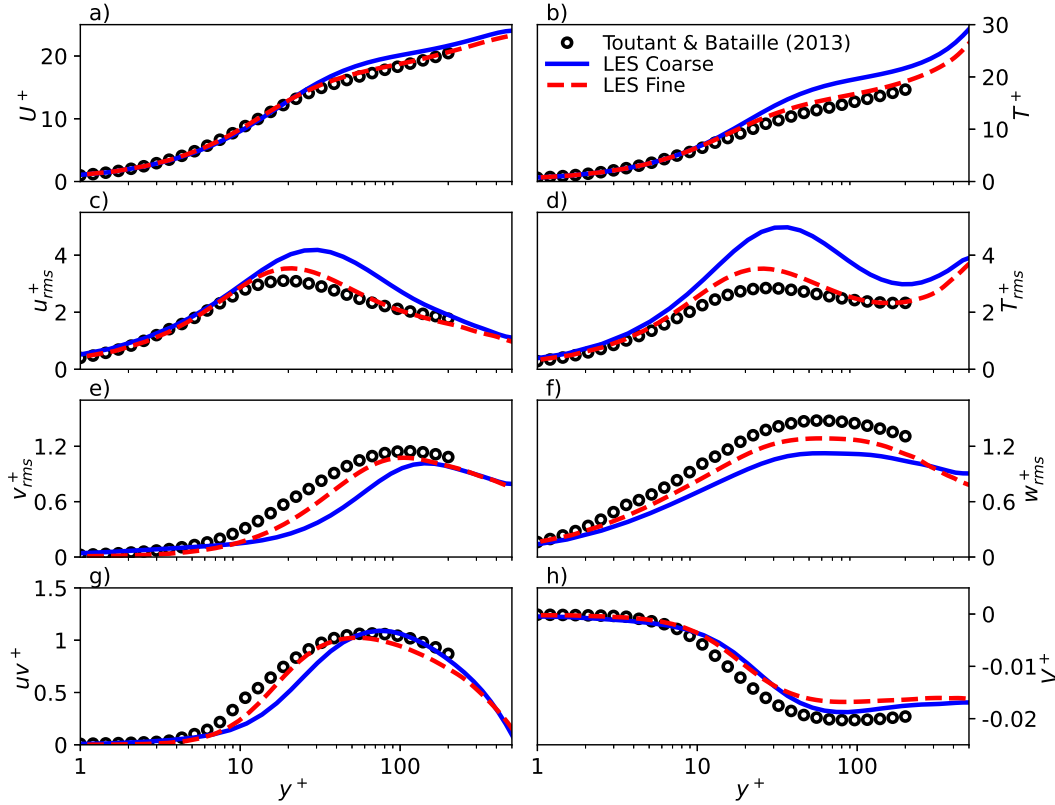 a)
b)
20
10
0
U⁺
Toutant & Bataille (2013)
LES Coarse
LES Fine
30
20
10
0
T⁺
c)
d)
4
2
0
u⁺rms
4
2
0
T⁺rms
e)
f)
1.2
0.6
0
v⁺rms
1.2
0.6
0
w⁺rms
g)
h)
1.5
1
0.5
0
uv⁺
0
-0.01
-0.02
V⁺
1 10 100
1 10 100
y⁺
y⁺